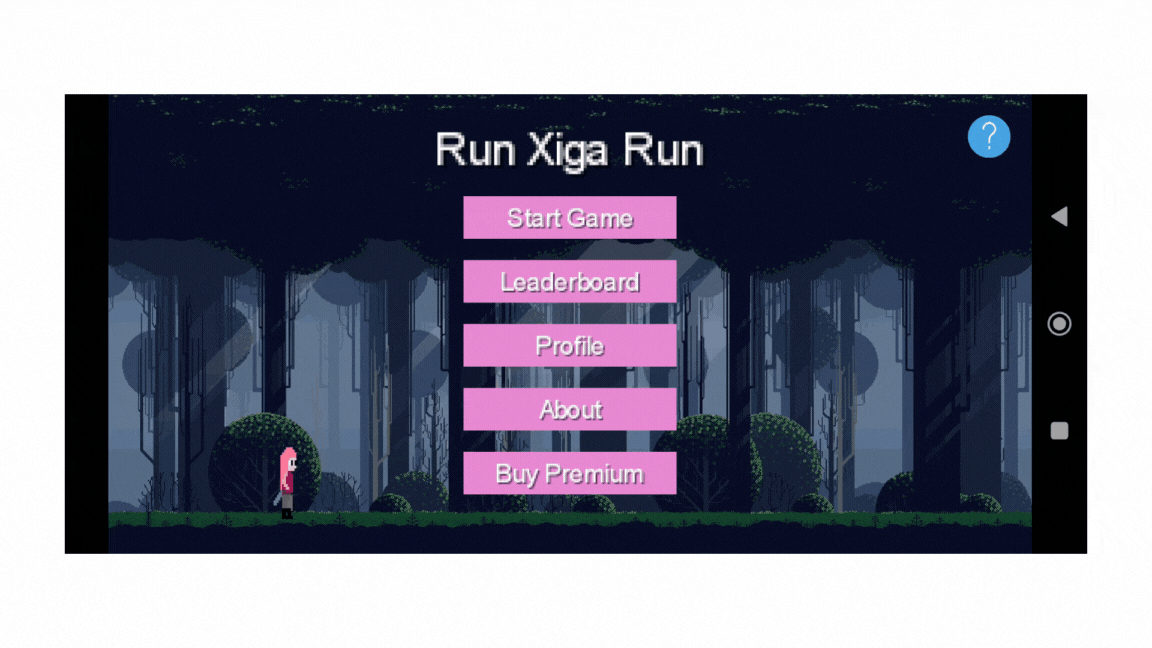 Run Xiga Run
?
Start Game
Leaderboard
Profile
About
Buy Premium